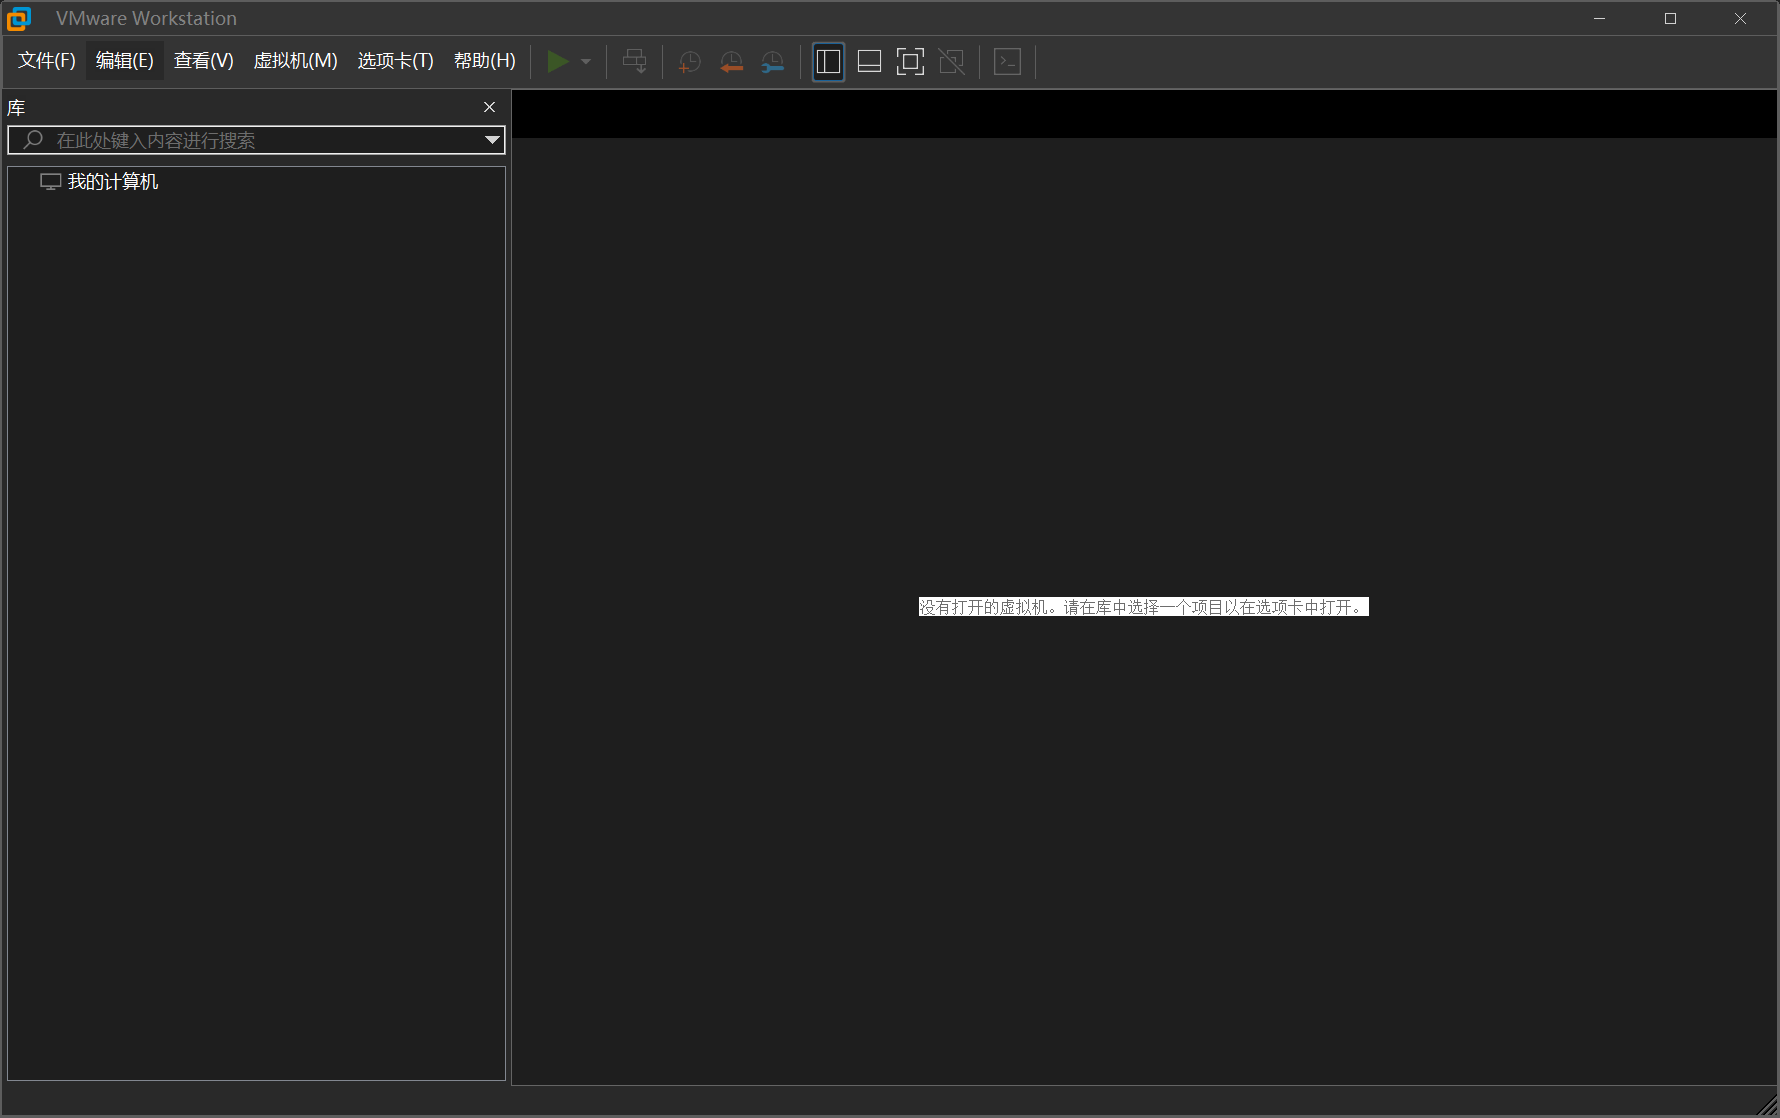 VMware Workstation
文件(F) 编辑(E) 查看(V) 虚拟机(M) 选项卡(T) 帮助(H)
库
在此处键入内容进行搜索
我的计算机
没有打开的虚拟机。请在库中选择一个项目以在选项卡中打开。